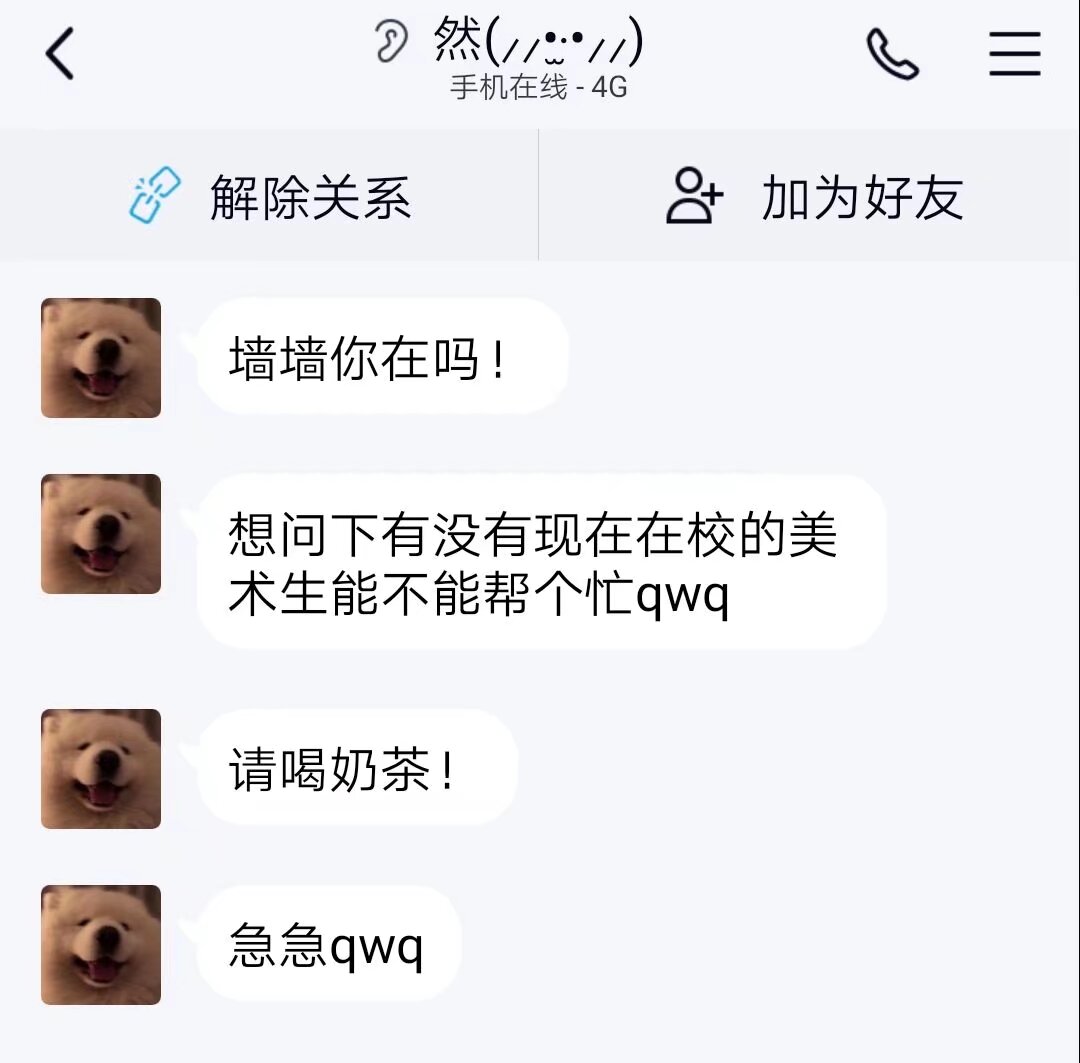 然(⸝⸝•‧̫•⸝⸝)
手机在线 - 4G
解除关系
加为好友
墙墙你在吗！
想问下有没有现在在校的美
术生能不能帮个忙qwq
请喝奶茶！
急急qwq